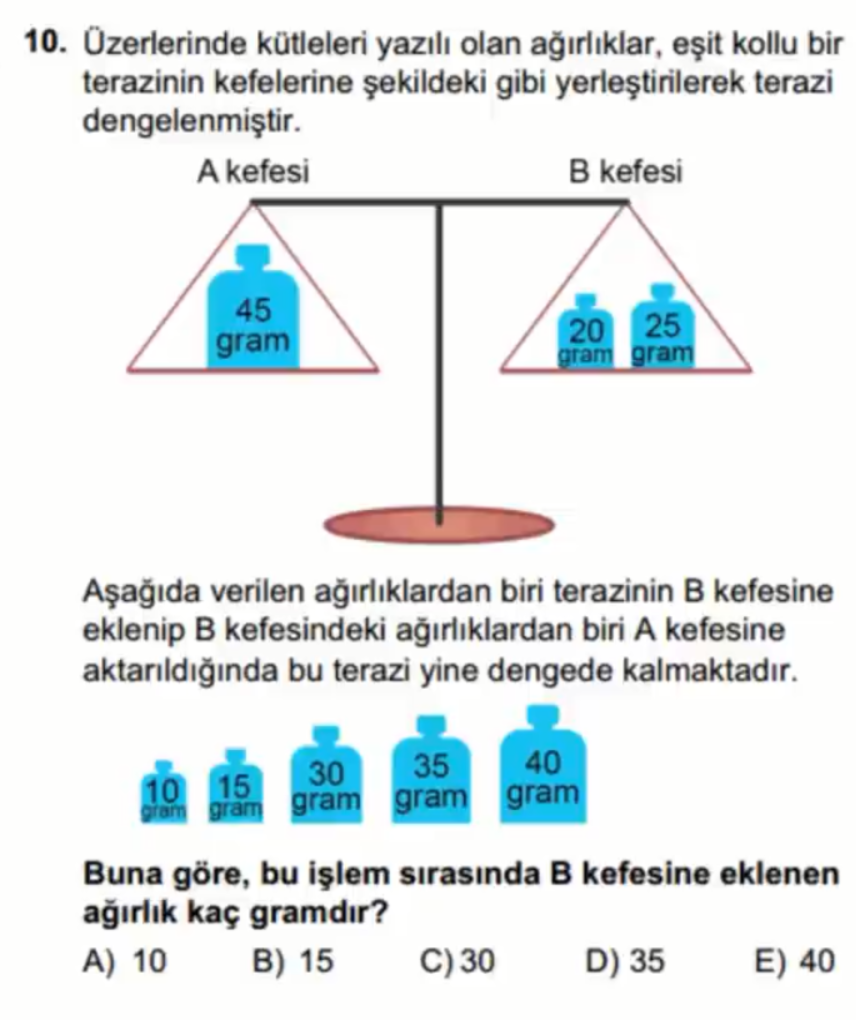 10. Üzerlerinde kütleleri yazılı olan ağırlıklar, eşit kollu bir
terazinin kefelerine şekildeki gibi yerleştirilerek terazi
dengelenmiştir.
A kefesi B kefesi
45 gram
20 gram
25 gram
Aşağıda verilen ağırlıklardan biri terazinin B kefesine
eklenip B kefesindeki ağırlıklardan biri A kefesine
aktarıldığında bu terazi yine dengede kalmaktadır.
10 gram
15 gram
30 gram
35 gram
40 gram
Buna göre, bu işlem sırasında B kefesine eklenen
ağırlık kaç gramdır?
A) 10 B) 15 C) 30 D) 35 E) 40